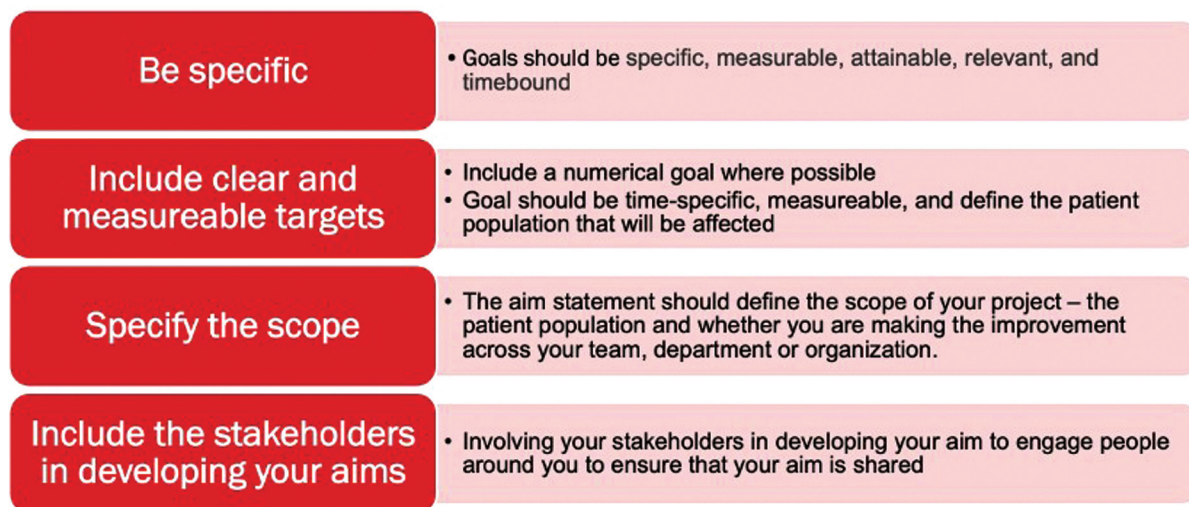 Be specific
• Goals should be specific, measurable, attainable, relevant, and
timebound
Include clear and
measureable targets
• Include a numerical goal where possible
• Goal should be time-specific, measureable, and define the patient
population that will be affected
Specify the scope
• The aim statement should define the scope of your project – the
patient population and whether you are making the improvement
across your team, department or organization.
Include the stakeholders
in developing your aims
• Involving your stakeholders in developing your aim to engage people
around you to ensure that your aim is shared